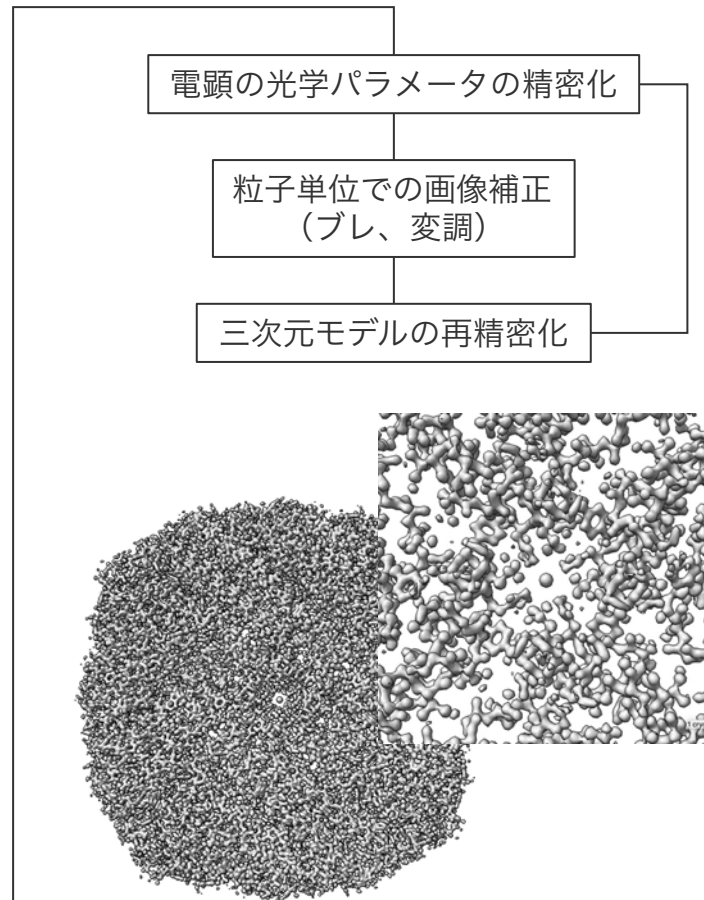 電顕の光学パラメータの精密化
粒子単位での画像補正
（ブレ、変調）
三次元モデルの再精密化